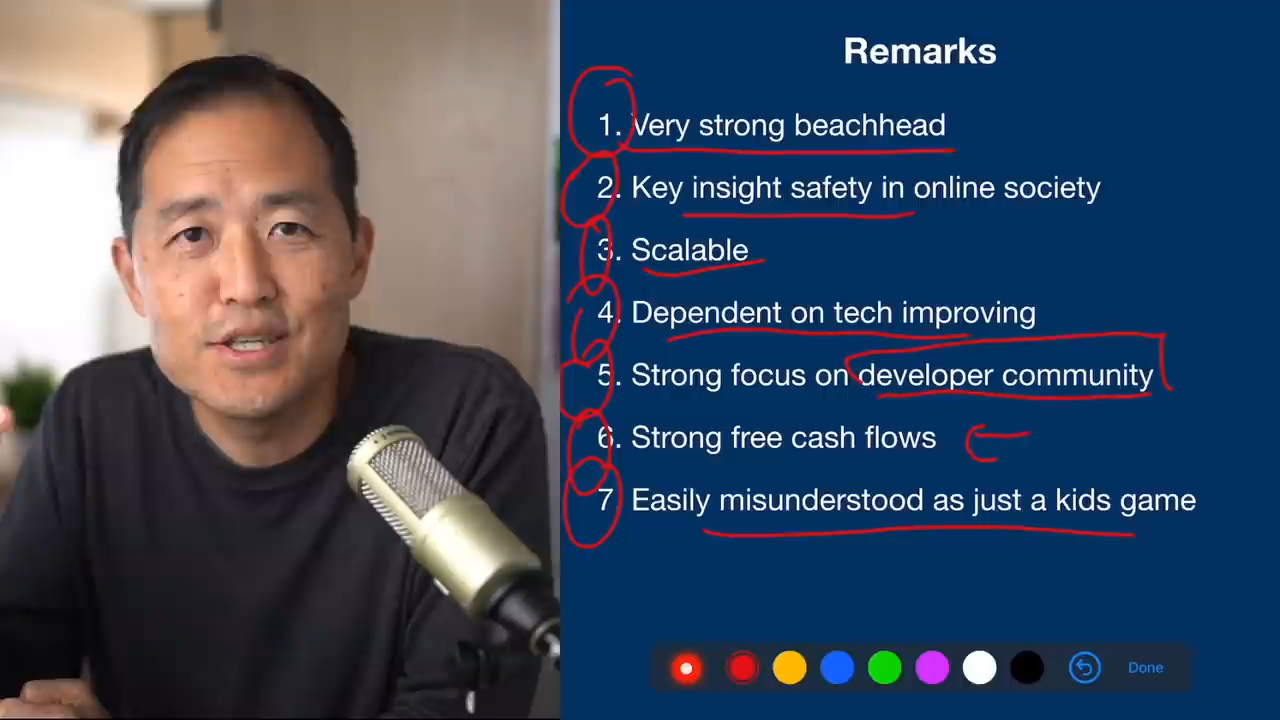 Remarks
1. Very strong beachhead
2. Key insight safety in online society
3. Scalable
4. Dependent on tech improving
5. Strong focus on developer community
6. Strong free cash flows
7. Easily misunderstood as just a kids game
Done